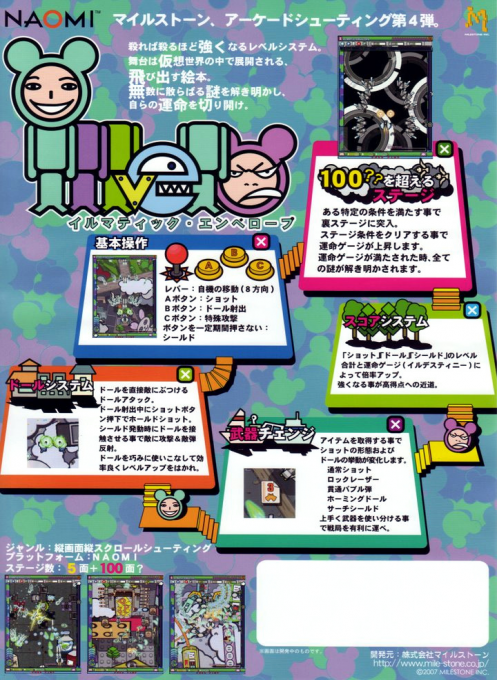 NAOMI™
マイルストーン、アーケードシューティング第4弾。
殺れば殺るほど強くなるレベルシステム。
舞台は仮想世界の中で展開される、
飛び出す絵本。
無数に散らばる謎を解き明かし、
自らの運命を切り開け。
illvelo
イルマティック・エンベロープ
100??を超える
ステージ
ある特定の条件を満たす事で
裏ステージに突入。
ステージ条件をクリアする事で
運命ゲージが上昇します。
運命ゲージが満たされた時、全て
の謎が解き明かされます。
基本操作
A B C
レバー:自機の移動(8方向)
Aボタン:ショット
Bボタン:ドール射出
Cボタン:特殊攻撃
ボタンを一定期間押さない:
シールド
スコアシステム
「ショット」「ドール」「シールド」のレベル
合計と運命ゲージ(イルデスティニー)に
よって倍率アップ。
強くなる事が高得点への近道。
ドールシステム
ドールを直接敵にぶつける
ドールアタック。
ドール射出中にショットボタ
ン押下でホールドショット。
シールド発動時にドールを接
触させる事で敵に攻撃&敵弾
反射。
ドールを巧みに使いこなして効
率良くレベルアップをはかれ。
武器チェンジ
アイテムを取得する事で
ショットの形態および
ドールの挙動が変化します。
通常ショット
ロックレーザー
貫通バブル弾
ホーミングドール
サーチシールド
上手く武器を使い分ける事
で戦局を有利に運べ。
ジャンル:縦画面縦スクロールシューティング
プラットフォーム:NAOMI
ステージ数:5面+100面?
※画面は開発中のものです。
開発元:株式会社マイルストーン
http://www.mile-stone.co.jp/
©2007 MILESTONE INC.